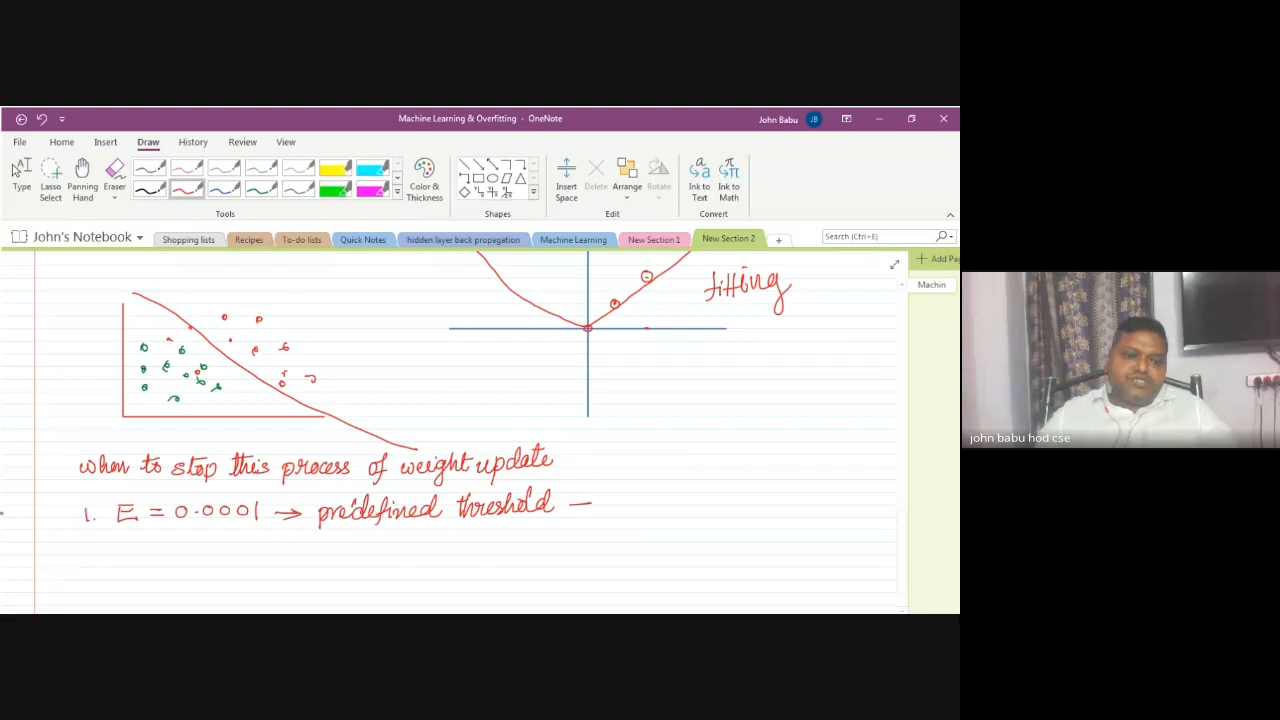 Machine Learning & Overfitting - OneNote
John Babu
JB
File Home Insert Draw History Review View
Type
Lasso Select
Panning Hand
Eraser
Color & Thickness
Insert Space
Delete
Arrange
Rotate
Ink to Text
Ink to Math
Tools
Shapes
Edit
Convert
John's Notebook
Shopping lists
Recipes
To-do lists
Quick Notes
hidden layer back propagation
Machine Learning
New Section 1
New Section 2
Search (Ctrl+E)
Add Pag
Machin
fitting
when to stop this process of weight update
1. E = 0.0001 → predefined threshold —
john babu hod cse